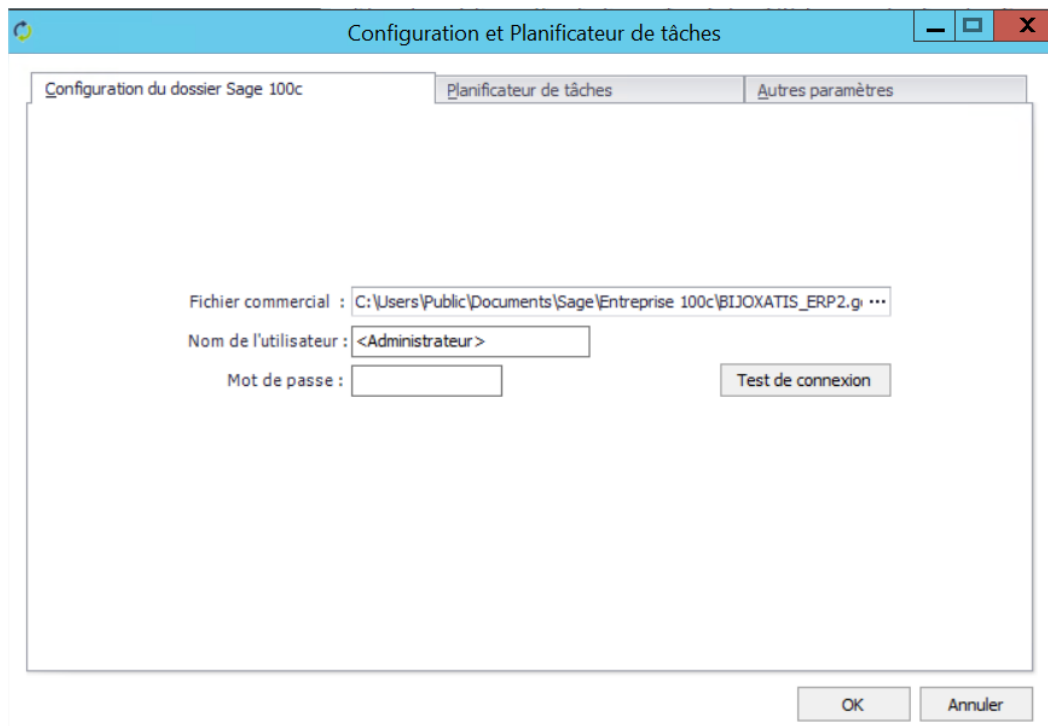 Configuration et Planificateur de tâches
Configuration du dossier Sage 100c
Planificateur de tâches
Autres paramètres
Fichier commercial : C:\Users\Public\Documents\Sage\Entreprise 100c\BIJOXATIS_ERP2.g ...
Nom de l'utilisateur : <Administrateur>
Mot de passe :
Test de connexion
OK
Annuler